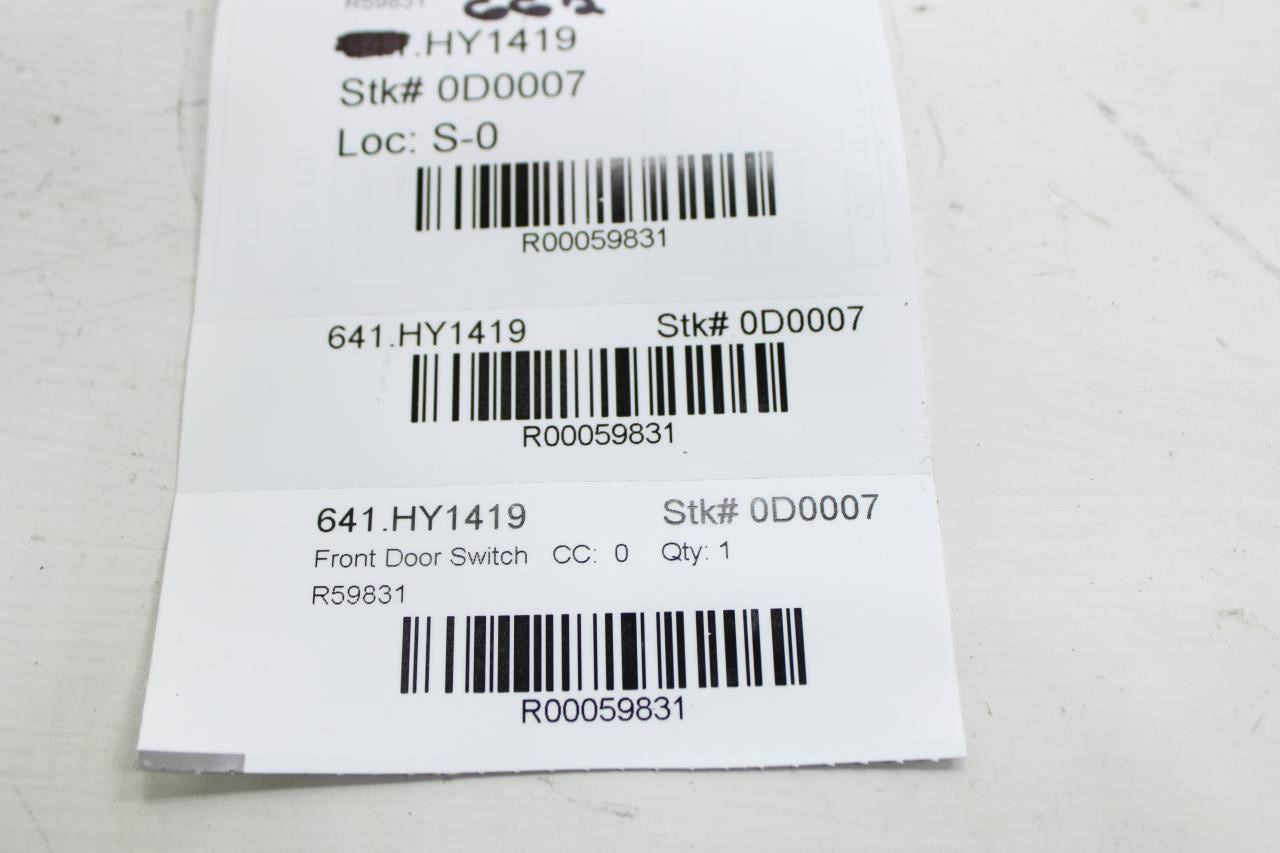 R59831
.HY1419
Stk# 0D0007
Loc: S-0
R00059831
641.HY1419 Stk# 0D0007
R00059831
641.HY1419 Stk# 0D0007
Front Door Switch CC: 0 Qty: 1
R59831
R00059831